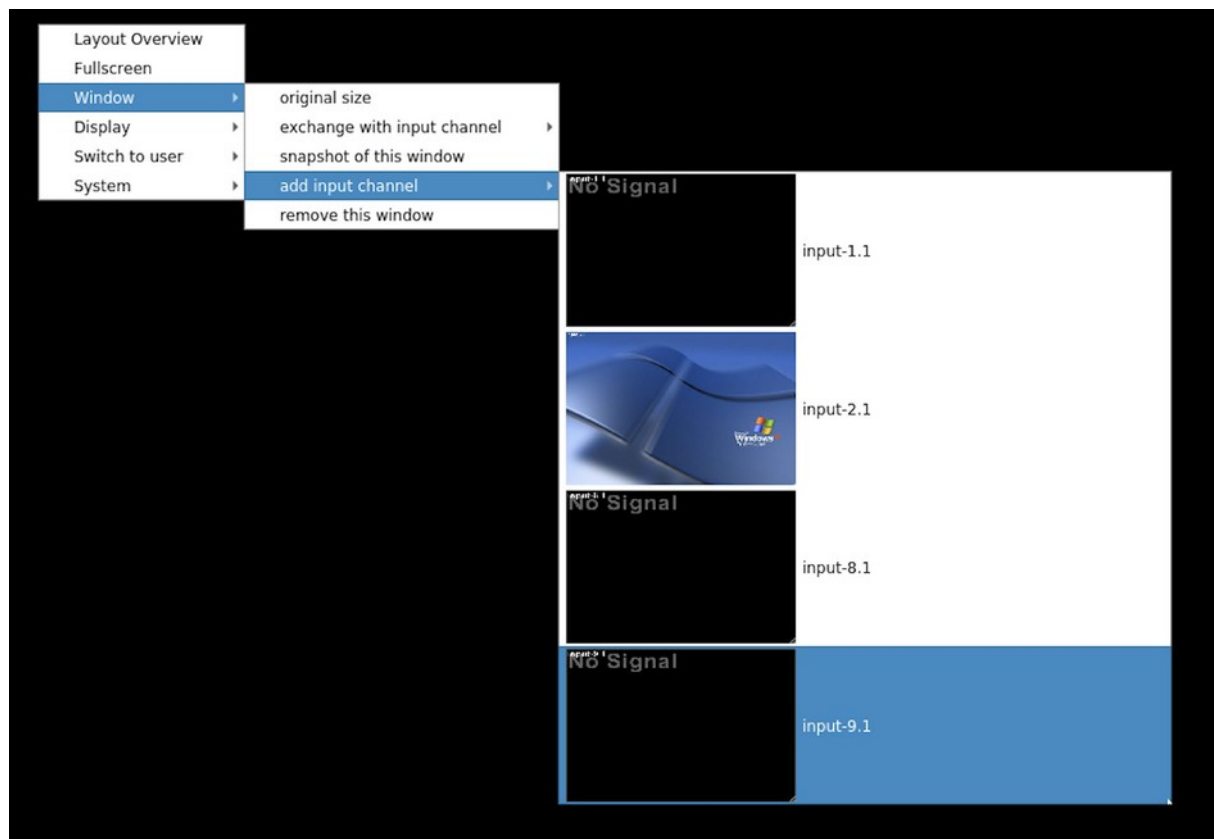 Layout Overview
Fullscreen
Window
Display
Switch to user
System
original size
exchange with input channel
snapshot of this window
add input channel
remove this window
No Signal
input-1.1
Windows
input-2.1
No Signal
input-8.1
No Signal
input-9.1